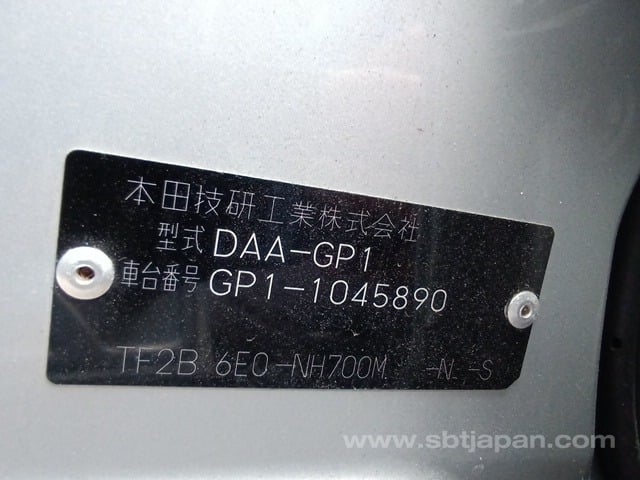 本田技研工業株式会社
型式 DAA-GP1
車台番号 GP1-1045890
TF2B 6E0-NH700M -N -S
www.sbtjapan.com